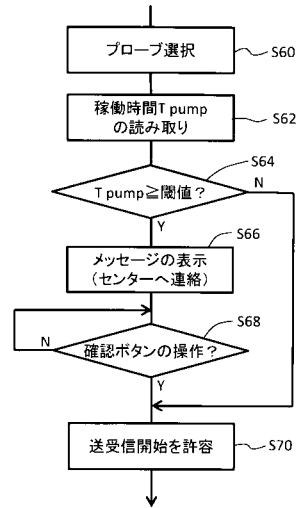 プローブ選択
S60
稼働時間T pump
の読み取り
S62
S64
T pump≧閾値？
N
Y
S66
メッセージの表示
（センターへ連絡）
S68
確認ボタンの操作？
N
Y
送受信開始を許容
S70